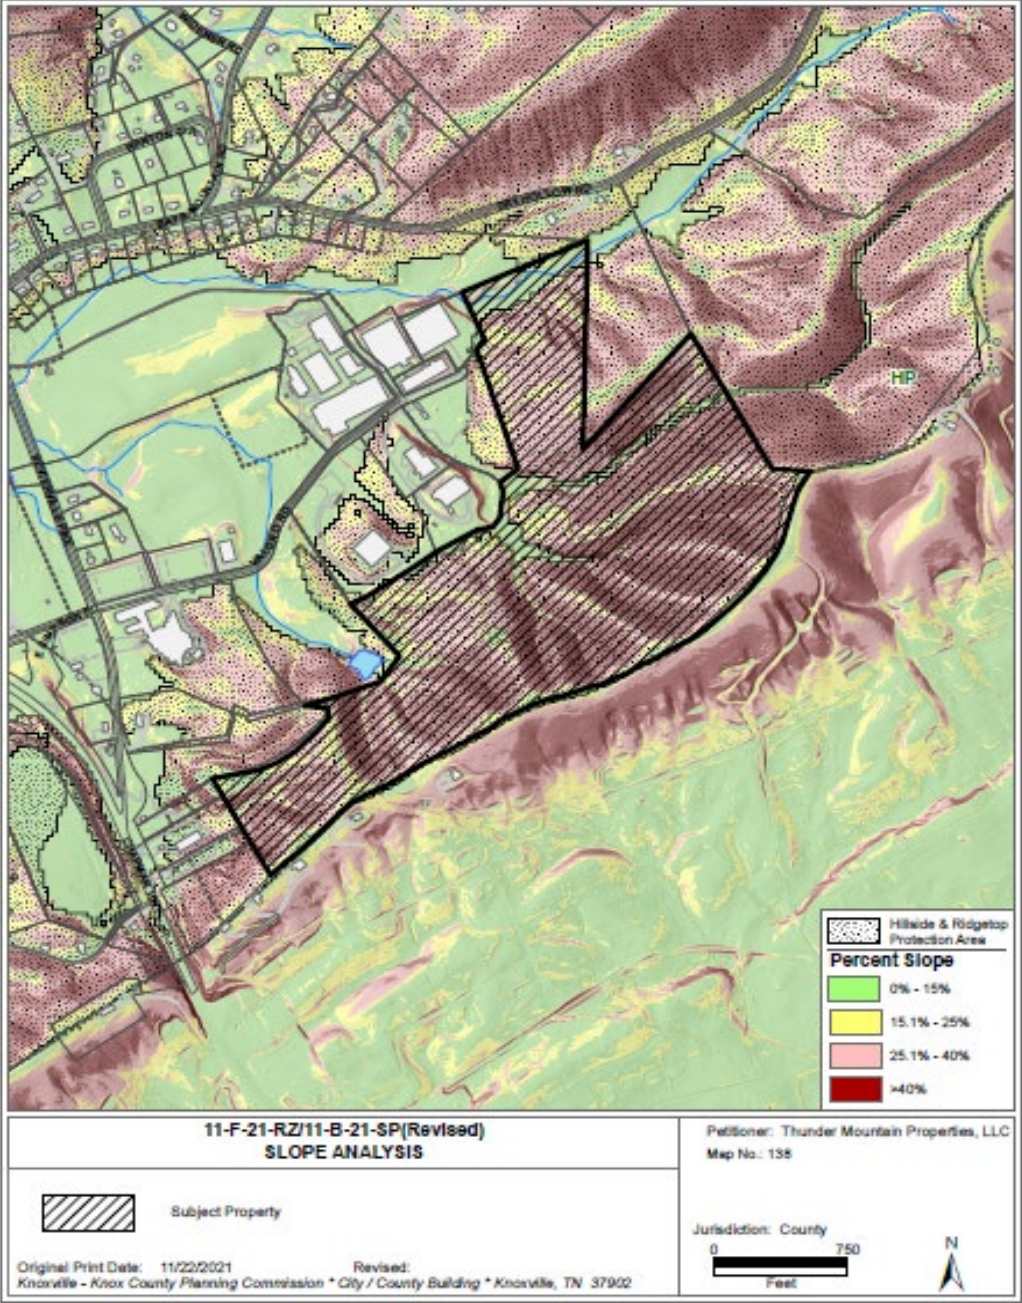 HP
Hillside & Ridgetop
Protection Area
Percent Slope
0% - 15%
15.1% - 25%
25.1% - 40%
>40%
11-F-21-RZ/11-B-21-SP(Revised)
SLOPE ANALYSIS
Subject Property
Original Print Date: 11/22/2021 Revised:
Knoxville - Knox County Planning Commission * City / County Building * Knoxville, TN 37902
Petitioner: Thunder Mountain Properties, LLC
Map No.: 138
Jurisdiction: County
0 750
Feet
N